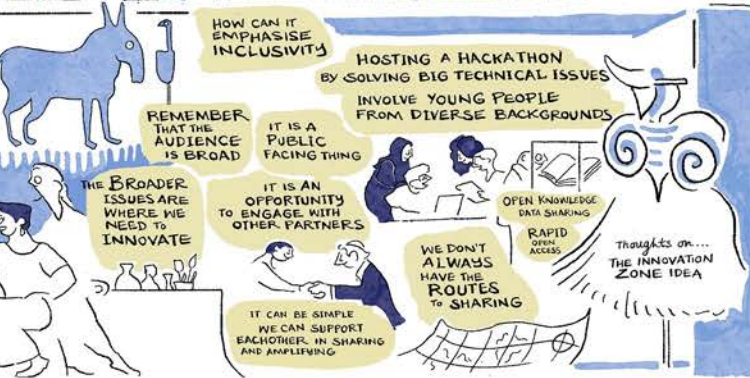 HOW CAN IT
EMPHASISE
INCLUSIVITY
HOSTING A HACKATHON
BY SOLVING BIG TECHNICAL ISSUES
INVOLVE YOUNG PEOPLE
FROM DIVERSE BACKGROUNDS
REMEMBER
THAT THE
AUDIENCE
IS BROAD
IT IS A
PUBLIC
FACING THING
THE BROADER
ISSUES ARE
WHERE WE
NEED TO
INNOVATE
IT IS AN
OPPORTUNITY
TO ENGAGE WITH
OTHER PARTNERS
OPEN KNOWLEDGE
DATA SHARING
RAPID
OPEN
ACCESS
WE DON'T
ALWAYS
HAVE THE
ROUTES
TO SHARING
Thoughts on....
THE INNOVATION
ZONE IDEA
IT CAN BE SIMPLE
WE CAN SUPPORT
EACHOTHER IN SHARING
AND AMPLIFYING